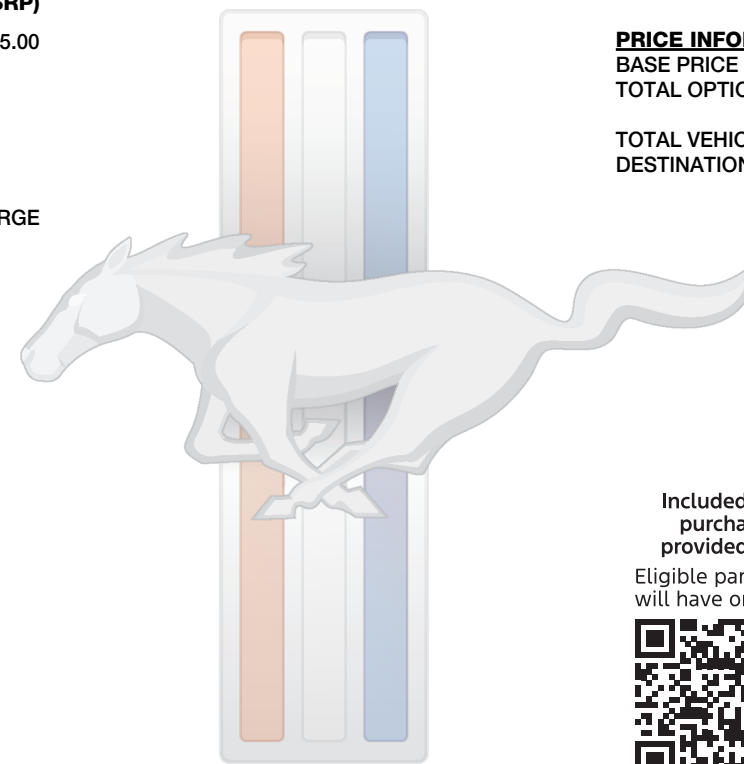 SRP)
5.00
RGE
PRICE INFO
BASE PRICE
TOTAL OPTIO
TOTAL VEHIC
DESTINATION
Included
purcha
provided
Eligible par
will have o